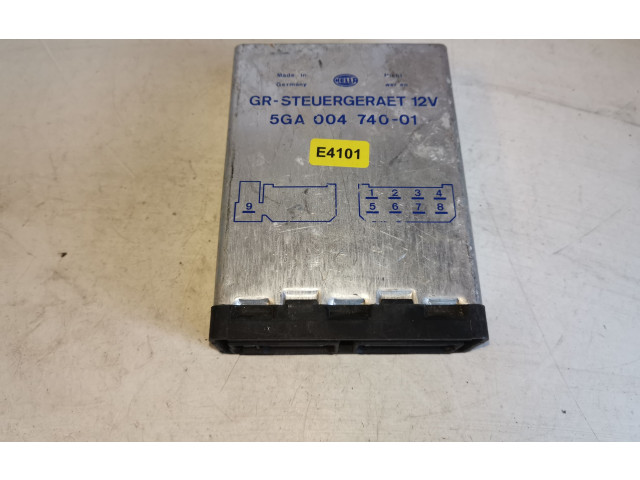 Made in
Germany
HELLA
GR-STEUERGERAET 12V
5GA 004 740-01
E4101
1 2 3 4
9 5 6 7 8